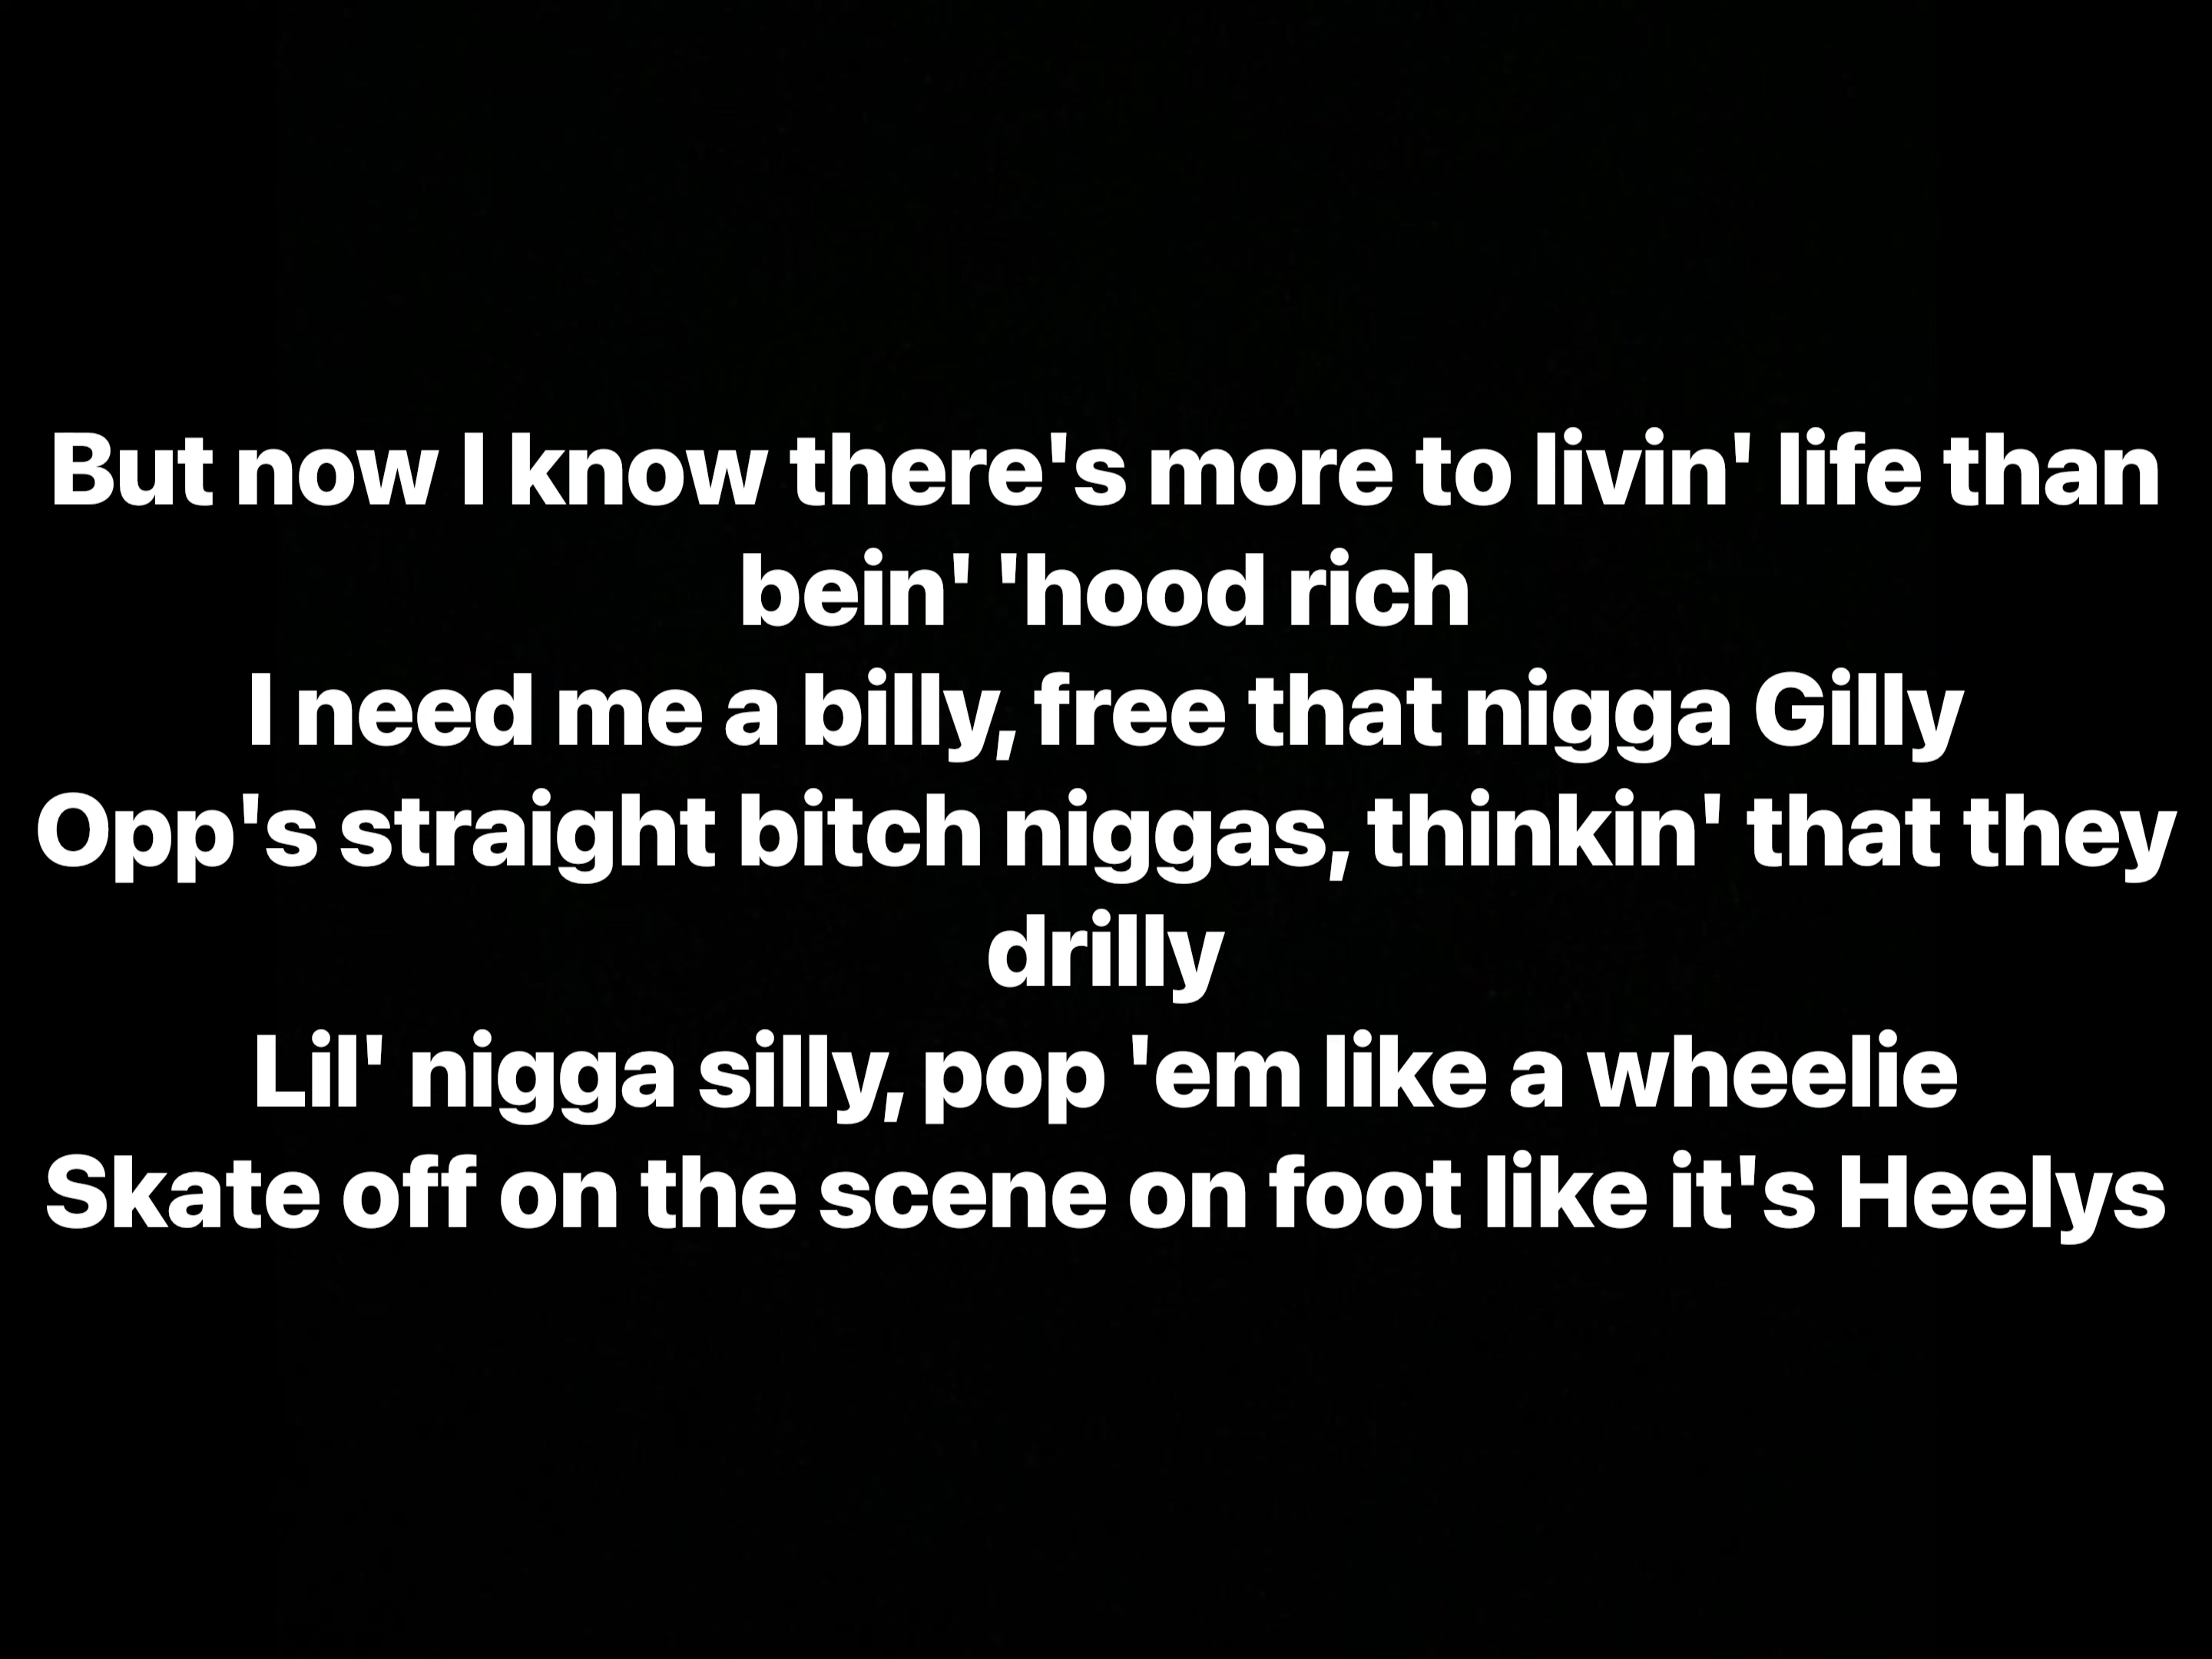 But now I know there's more to livin' life than
bein' 'hood rich
I need me a billy, free that nigga Gilly
Opp's straight bitch niggas, thinkin' that they
drilly
Lil' nigga silly, pop 'em like a wheelie
Skate off on the scene on foot like it's Heelys